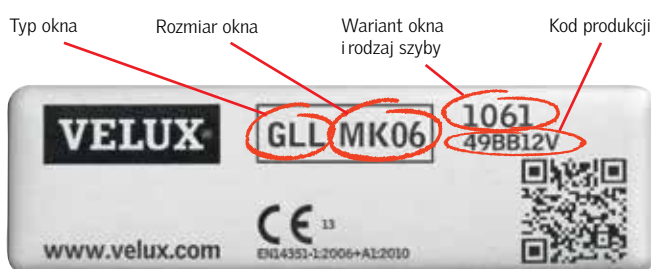 Typ okna
Rozmiar okna
Wariant okna
i rodzaj szyby
Kod produkcji
VELUX
GLL MK06
1061
49BB12V
CE 13
www.velux.com
EN14351-1:2006+A1:2010